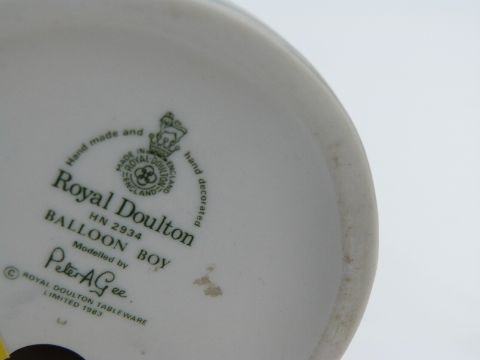 Hand made and hand decorated
MADE IN ENGLAND
ROYAL DOULTON
ENGLAND
Royal Doulton
HN 2934
BALLOON BOY
Modelled by
Peter A Gee
© ROYAL DOULTON TABLEWARE
LIMITED 1983